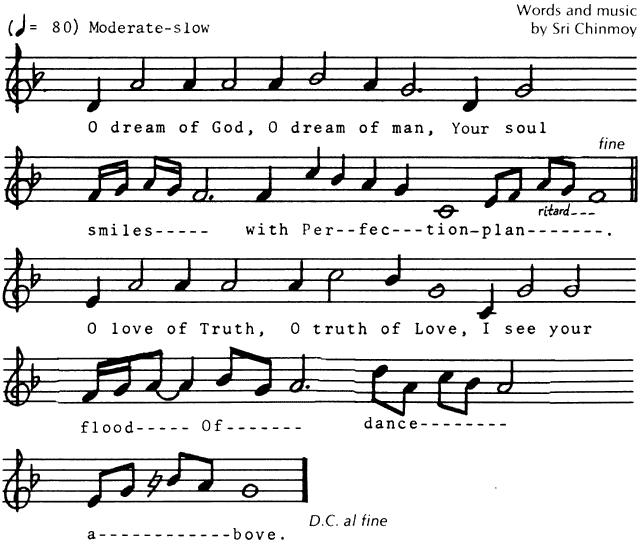 (♩= 80) Moderate-slow
Words and music
by Sri Chinmoy
O dream of God, O dream of man, Your soul
fine
ritard---
smiles----- with Per--fec---tion-plan-------.
O love of Truth, O truth of Love, I see your
flood----- Of------- dance--------
a------------bove.
D.C. al fine